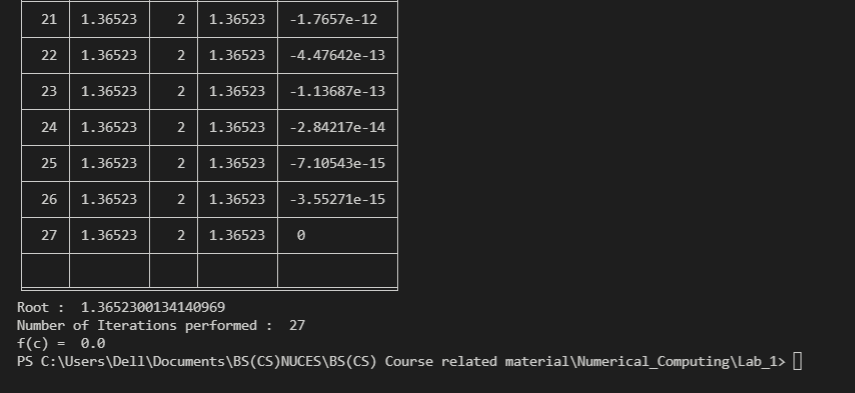 21 1.36523 2 1.36523 -1.7657e-12
22 1.36523 2 1.36523 -4.47642e-13
23 1.36523 2 1.36523 -1.13687e-13
24 1.36523 2 1.36523 -2.84217e-14
25 1.36523 2 1.36523 -7.10543e-15
26 1.36523 2 1.36523 -3.55271e-15
27 1.36523 2 1.36523 0
Root :  1.3652300134140969
Number of Iterations performed :  27
f(c) =  0.0
PS C:\Users\Dell\Documents\BS(CS)NUCES\BS(CS) Course related material\Numerical_Computing\Lab_1>